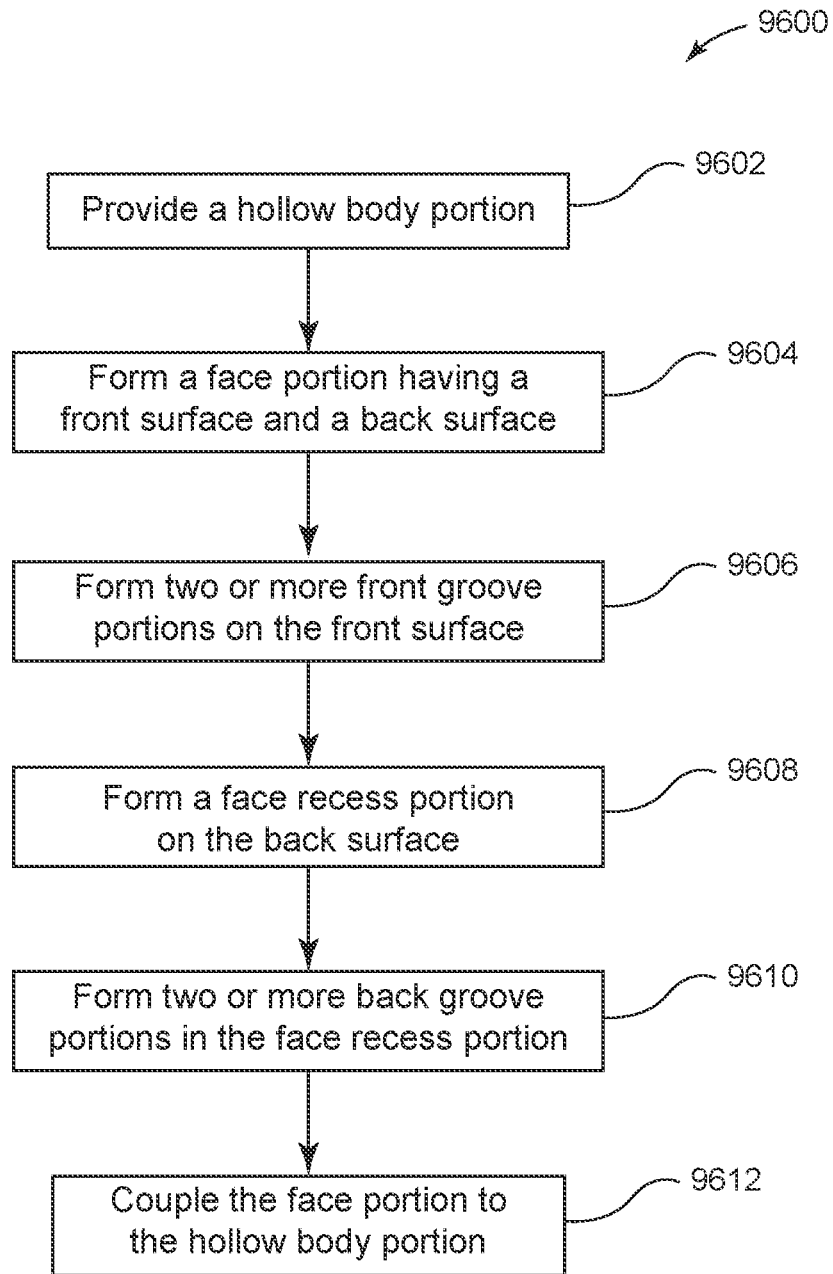 9600
9602
Provide a hollow body portion
9604
Form a face portion having a
front surface and a back surface
9606
Form two or more front groove
portions on the front surface
9608
Form a face recess portion
on the back surface
9610
Form two or more back groove
portions in the face recess portion
9612
Couple the face portion to
the hollow body portion